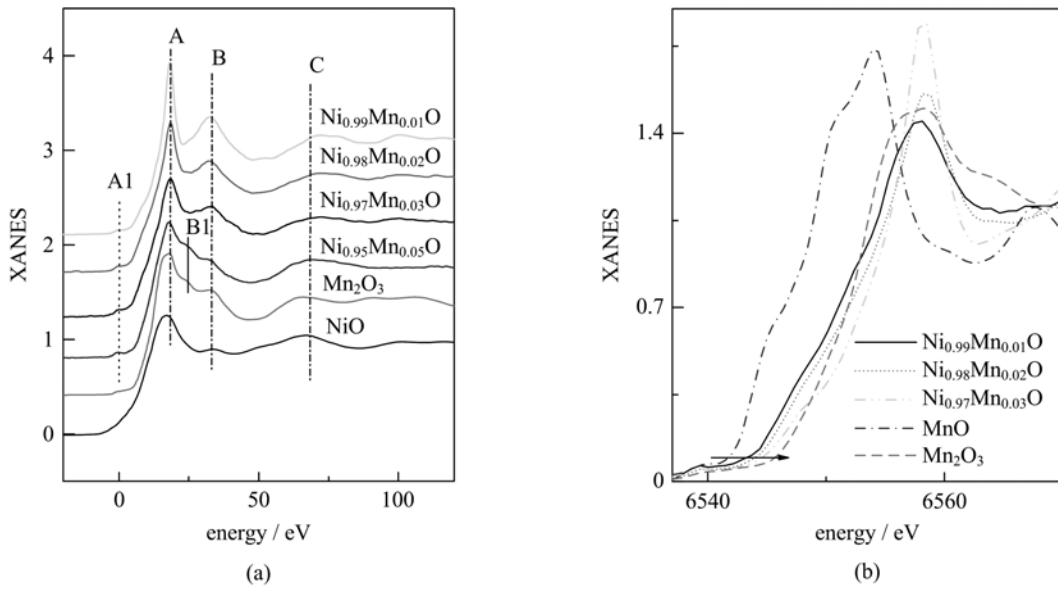 4
3
2
1
0
XANES
A
B
C
A1
B1
Ni0.99Mn0.01O
Ni0.98Mn0.02O
Ni0.97Mn0.03O
Ni0.95Mn0.05O
Mn2O3
NiO
0
50
100
energy / eV
(a)
1.4
0.7
0
XANES
Ni0.99Mn0.01O
Ni0.98Mn0.02O
Ni0.97Mn0.03O
MnO
Mn2O3
6540
6560
energy / eV
(b)